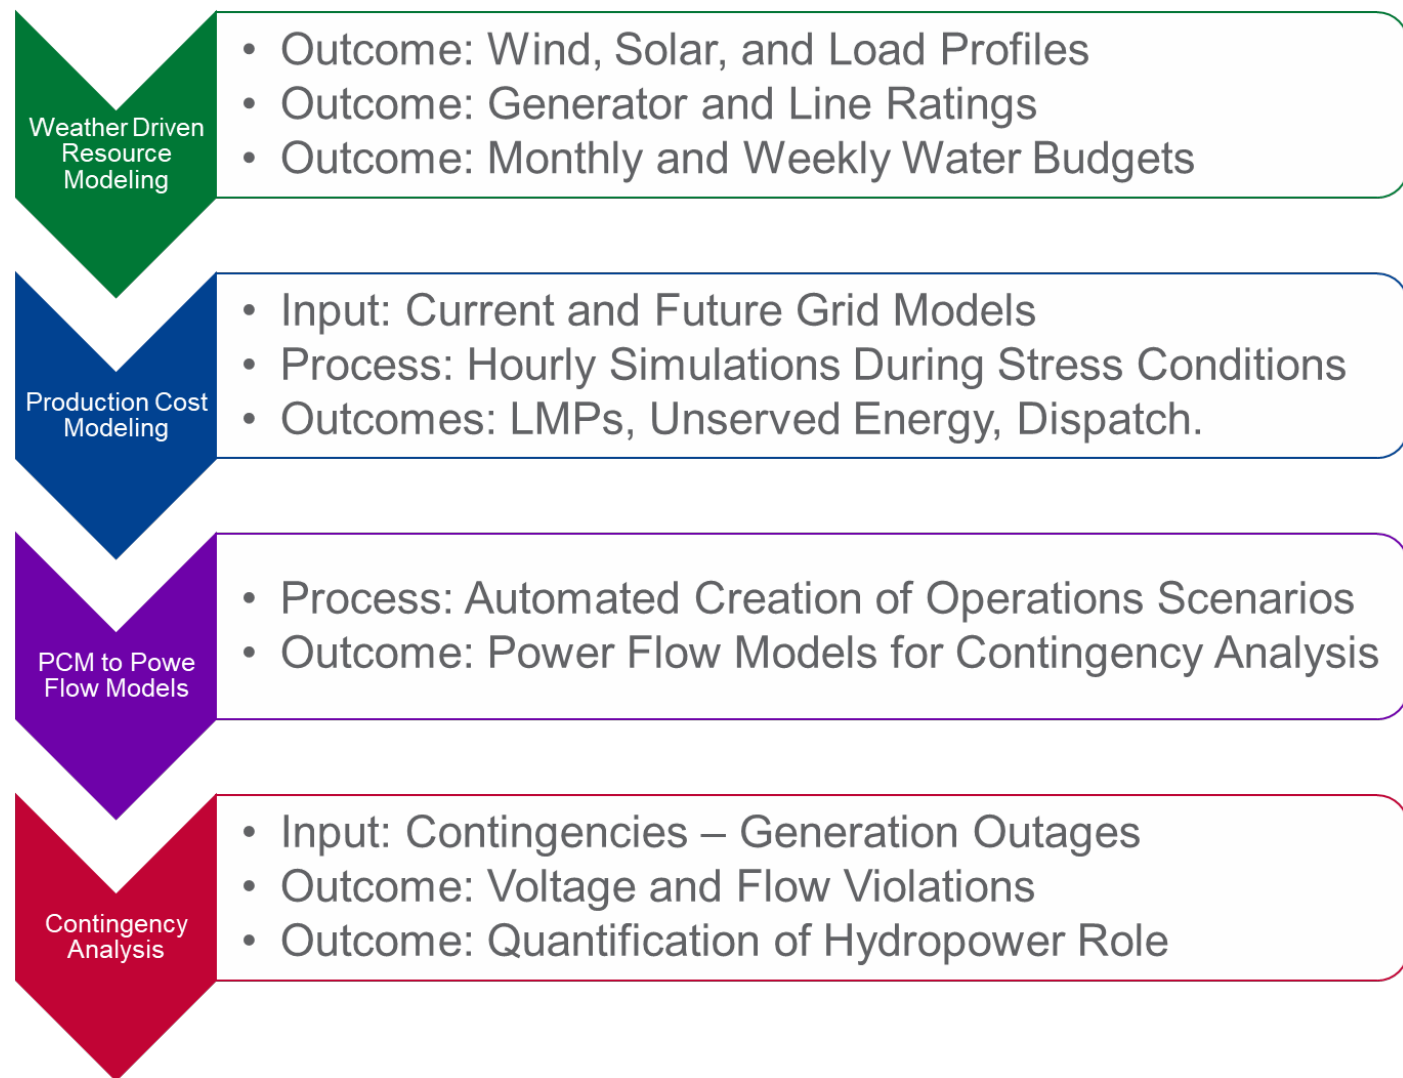 Weather Driven
Resource
Modeling
• Outcome: Wind, Solar, and Load Profiles
• Outcome: Generator and Line Ratings
• Outcome: Monthly and Weekly Water Budgets
Production Cost
Modeling
• Input: Current and Future Grid Models
• Process: Hourly Simulations During Stress Conditions
• Outcomes: LMPs, Unserved Energy, Dispatch.
PCM to Powe
Flow Models
• Process: Automated Creation of Operations Scenarios
• Outcome: Power Flow Models for Contingency Analysis
Contingency
Analysis
• Input: Contingencies – Generation Outages
• Outcome: Voltage and Flow Violations
• Outcome: Quantification of Hydropower Role